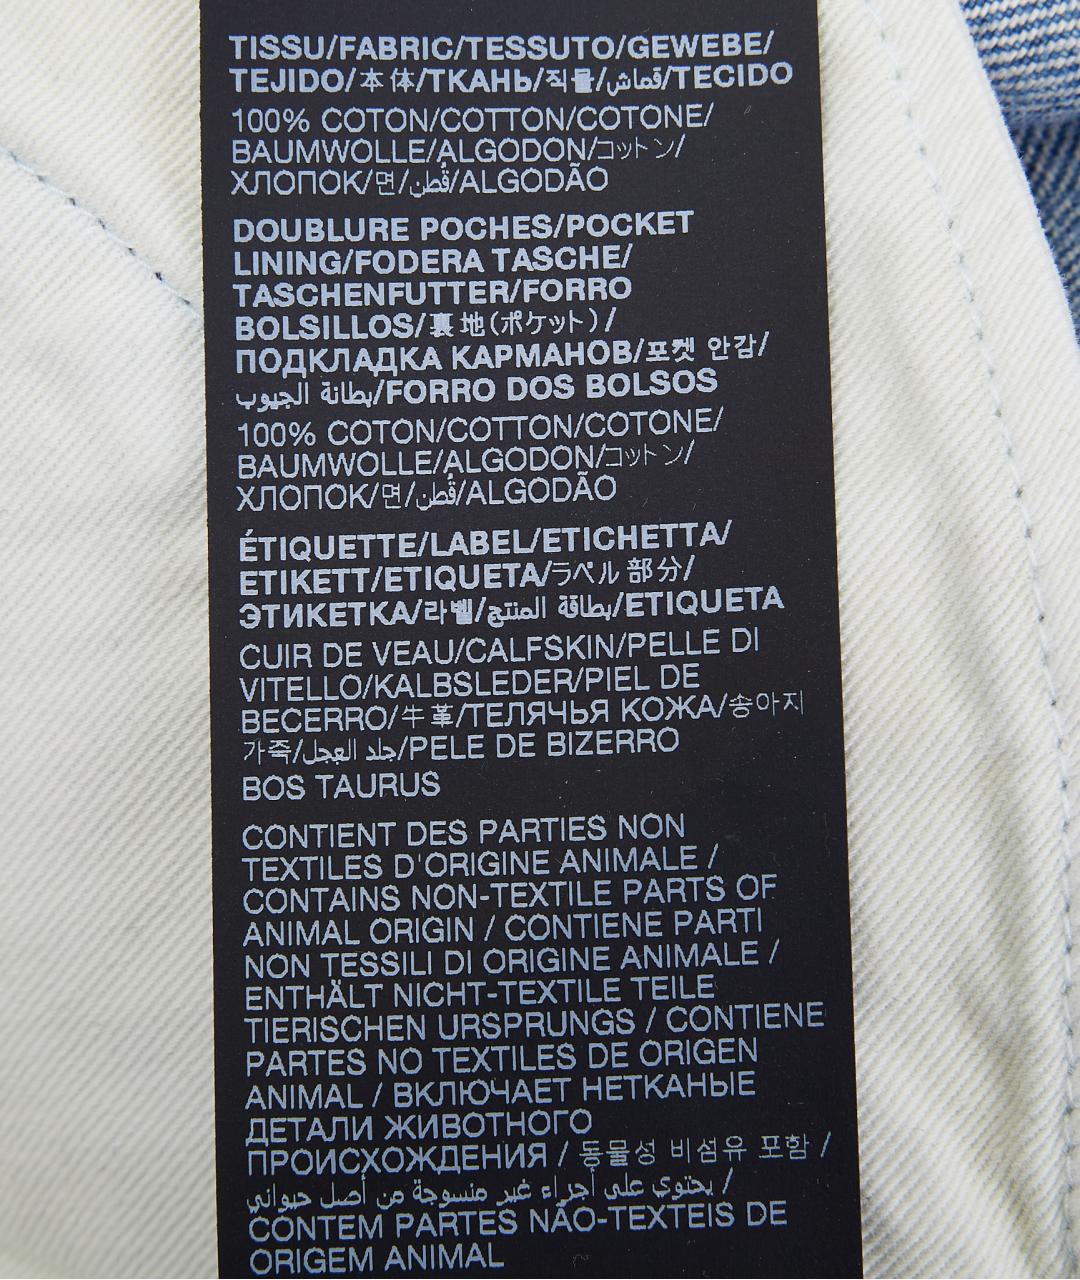 TISSU/FABRIC/TESSUTO/GEWEBE/
TEJIDO/本体/ТКАНЬ/직물/قماش/TECIDO
100% COTON/COTTON/COTONE/
BAUMWOLLE/ALGODON/コットン/
ХЛОПОК/면/قُطن/ALGODÃO
DOUBLURE POCHES/POCKET
LINING/FODERA TASCHE/
TASCHENFUTTER/FORRO
BOLSILLOS/裏地(ポケット)/
ПОДКЛАДКА КАРМАНОВ/포켓 안감/
بطانة الجيوب/FORRO DOS BOLSOS
100% COTON/COTTON/COTONE/
BAUMWOLLE/ALGODON/コットン/
ХЛОПОК/면/قُطن/ALGODÃO
ÉTIQUETTE/LABEL/ETICHETTA/
ETIKETT/ETIQUETA/ラベル部分/
ЭТИКЕТКА/라벨/بطاقة المنتج/ETIQUETA
CUIR DE VEAU/CALFSKIN/PELLE DI
VITELLO/KALBSLEDER/PIEL DE
BECERRO/牛革/ТЕЛЯЧЬЯ КОЖА/송아지
가죽/جلد العجل/PELE DE BIZERRO
BOS TAURUS
CONTIENT DES PARTIES NON
TEXTILES D'ORIGINE ANIMALE /
CONTAINS NON-TEXTILE PARTS OF
ANIMAL ORIGIN / CONTIENE PARTI
NON TESSILI DI ORIGINE ANIMALE /
ENTHÄLT NICHT-TEXTILE TEILE
TIERISCHEN URSPRUNGS / CONTIENE
PARTES NO TEXTILES DE ORIGEN
ANIMAL / ВКЛЮЧАЕТ НЕТКАНЫЕ
ДЕТАЛИ ЖИВОТНОГО
ПРОИСХОЖДЕНИЯ / 동물성 비섬유 포함 /
يحتوي على أجزاء غير منسوجة من أصل حيواني /
CONTEM PARTES NÃO-TEXTEIS DE
ORIGEM ANIMAL